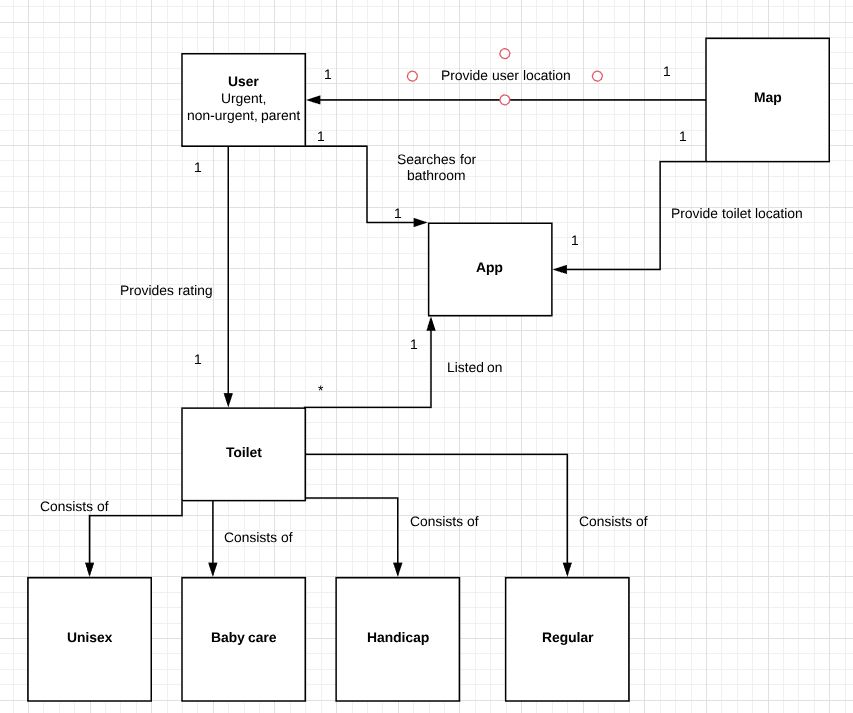 User
Urgent,
non-urgent, parent
1
Provide user location
1
Map
1
1
1
Searches for
bathroom
1
Provide toilet location
1
App
Provides rating
1
1
Listed on
*
Toilet
Consists of
Consists of
Consists of
Consists of
Unisex
Baby care
Handicap
Regular